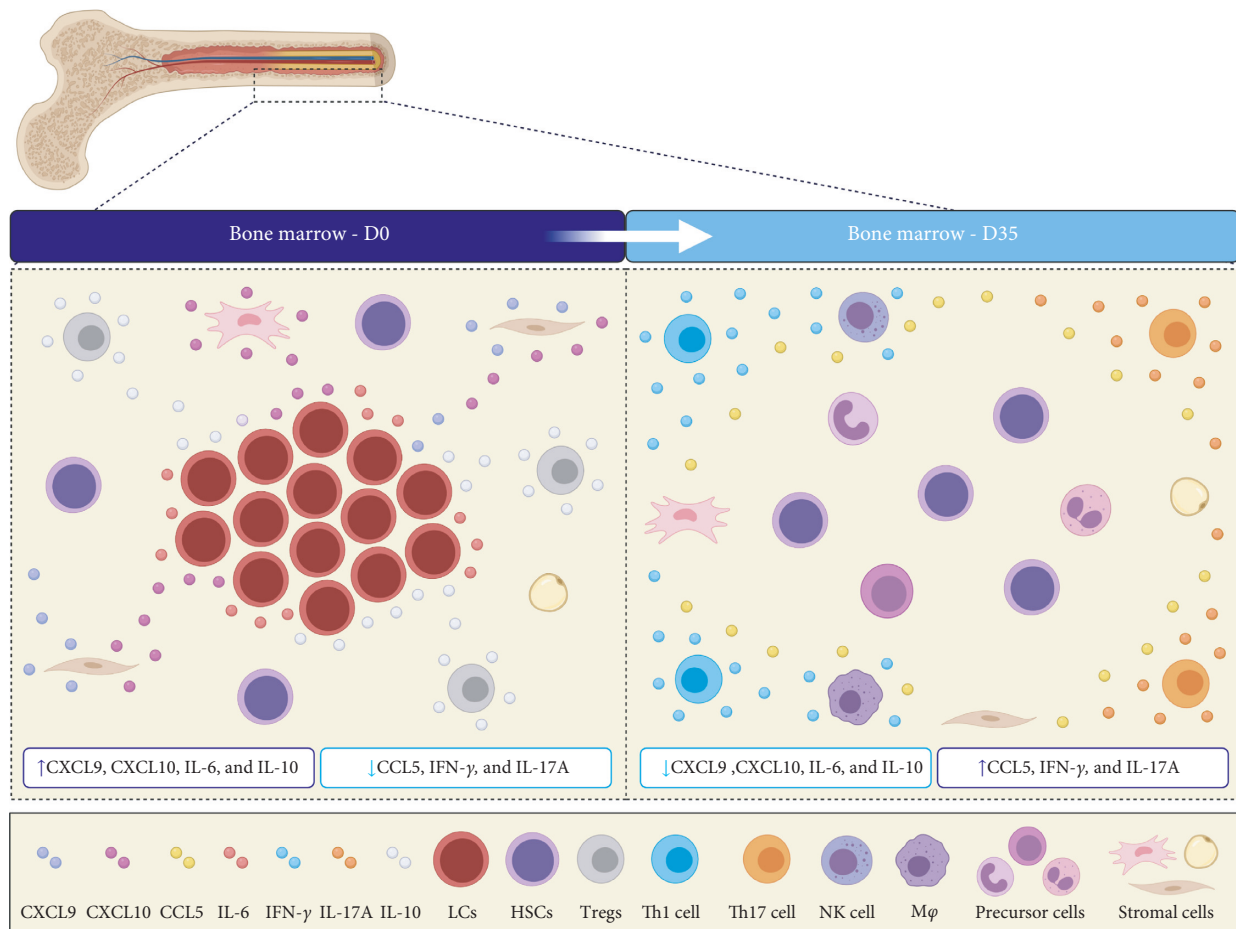 Bone marrow - D0
Bone marrow - D35
↑CXCL9, CXCL10, IL-6, and IL-10
↓CCL5, IFN-γ, and IL-17A
↓CXCL9 ,CXCL10, IL-6, and IL-10
↑CCL5, IFN-γ, and IL-17A
CXCL9
CXCL10
CCL5
IL-6
IFN-γ
IL-17A
IL-10
LCs
HSCs
Tregs
Th1 cell
Th17 cell
NK cell
Mφ
Precursor cells
Stromal cells